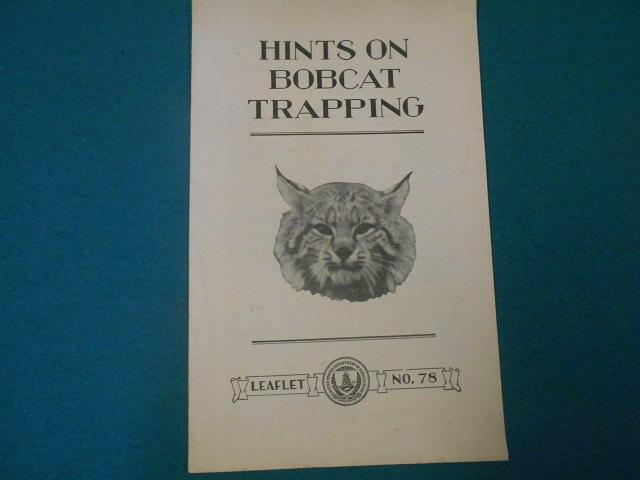 HINTS ON
BOBCAT
TRAPPING
LEAFLET NO. 78